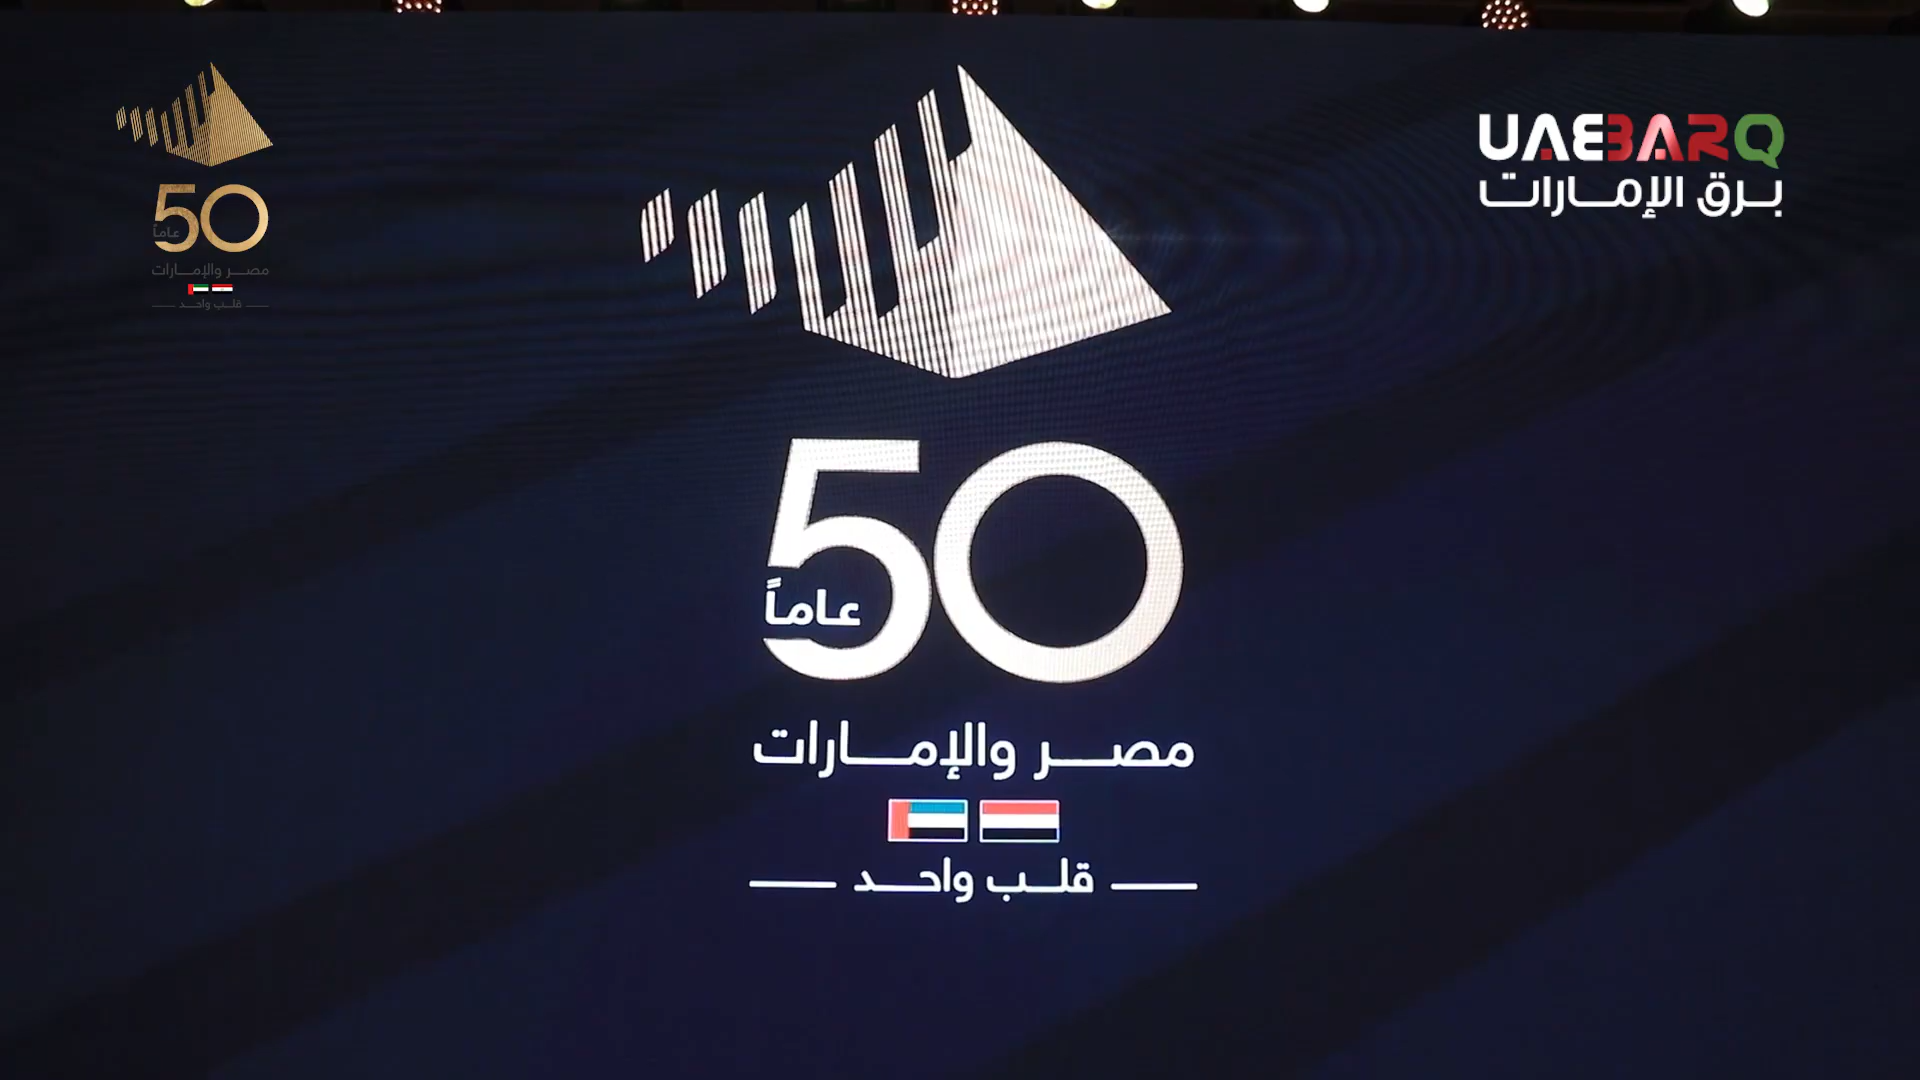 50
عاماً
مصر والإمارات
قلب واحد
UAEBARQ
برق الإمارات
50
عاماً
مصر والإمارات
قلب واحد